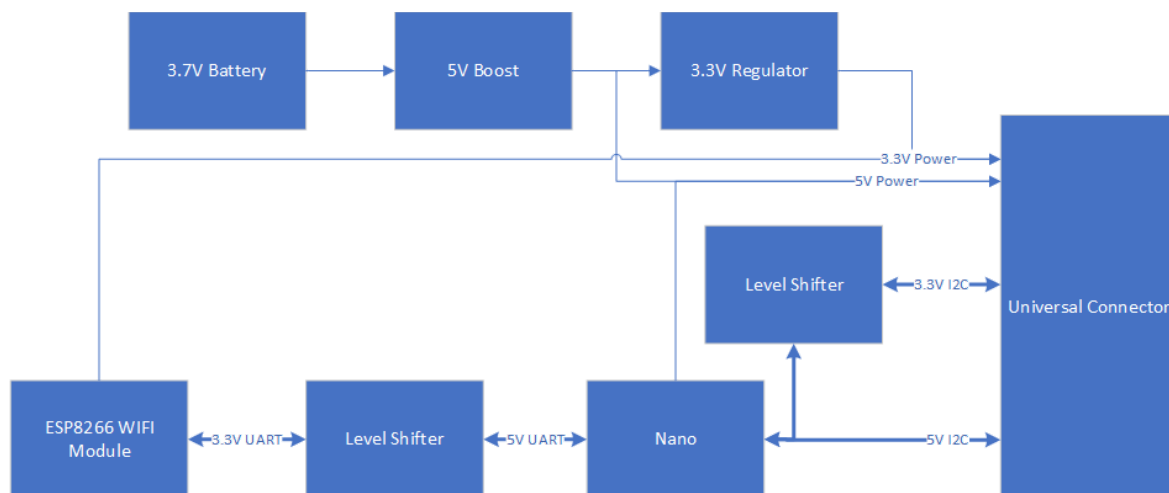 3.7V Battery
5V Boost
3.3V Regulator
3.3V Power
5V Power
Level Shifter
3.3V I2C
Universal Connector
ESP8266 WIFI
Module
3.3V UART
Level Shifter
5V UART
Nano
5V I2C